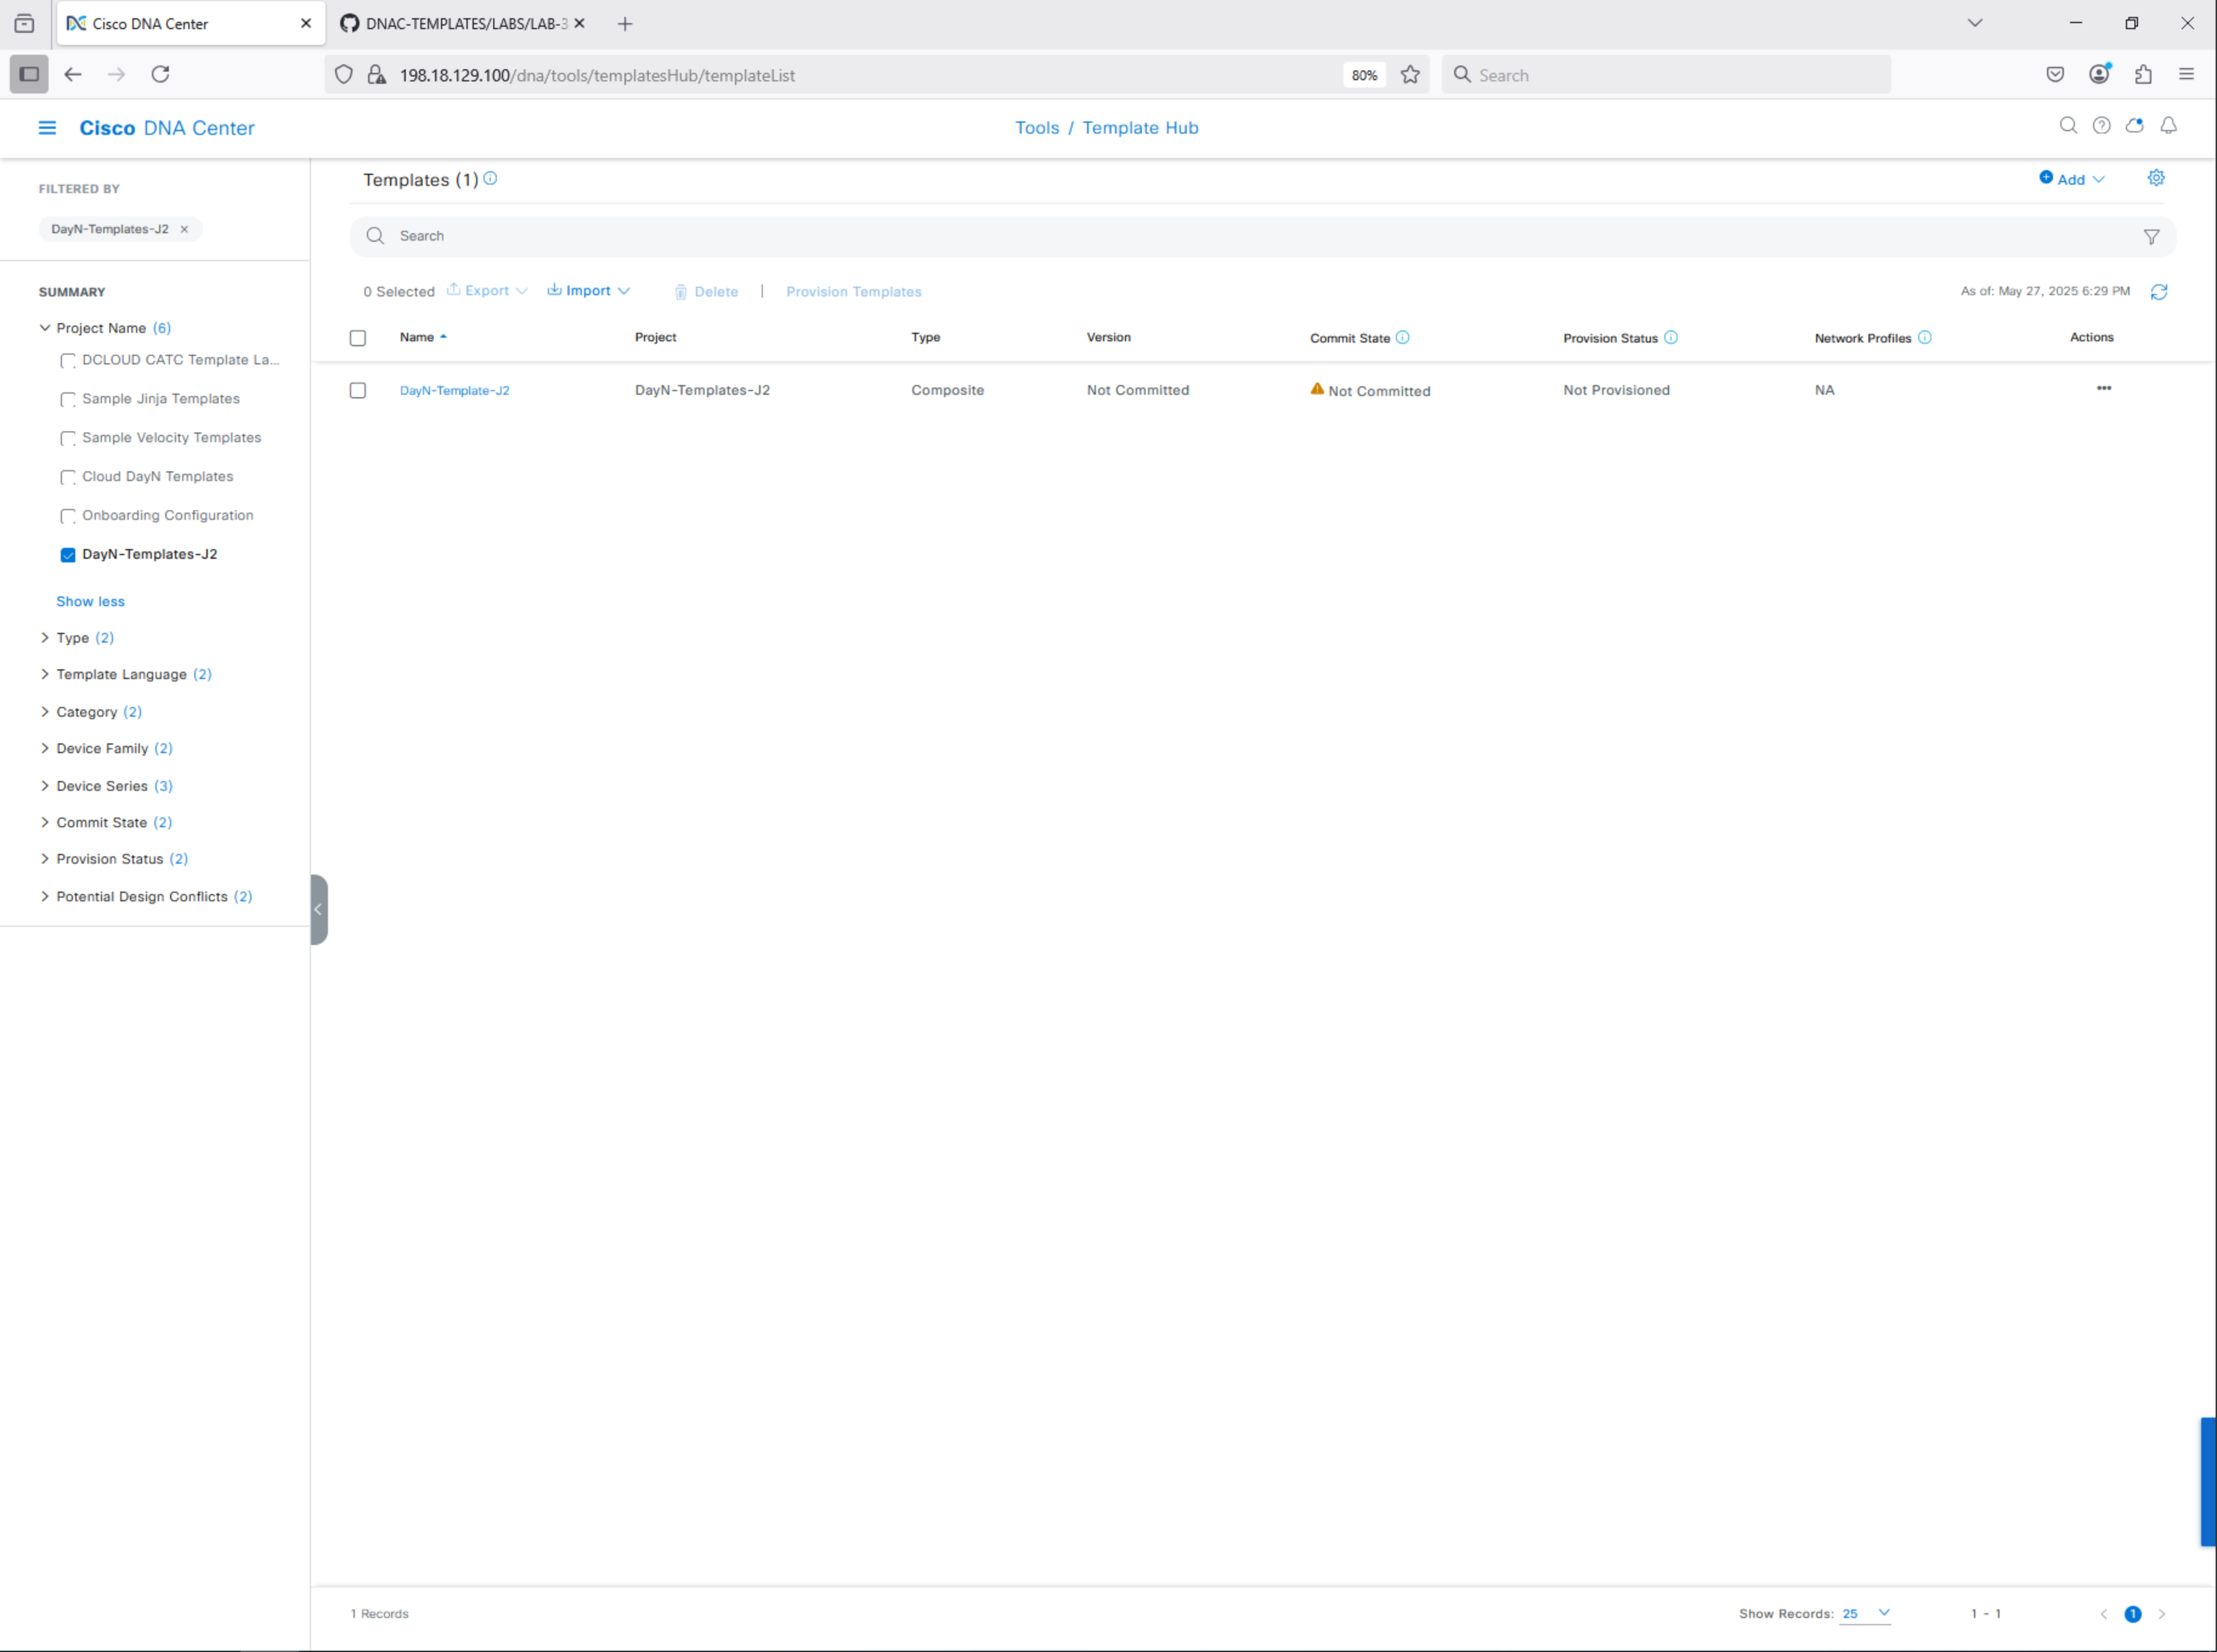 Cisco DNA Center
DNAC-TEMPLATES/LABS/LAB-3
198.18.129.100/dna/tools/templatesHub/templateList
80%
Search
Cisco DNA Center
Tools / Template Hub
FILTERED BY
DayN-Templates-J2
SUMMARY
Project Name (6)
DCLOUD CATC Template La...
Sample Jinja Templates
Sample Velocity Templates
Cloud DayN Templates
Onboarding Configuration
DayN-Templates-J2
Show less
Type (2)
Template Language (2)
Category (2)
Device Family (2)
Device Series (3)
Commit State (2)
Provision Status (2)
Potential Design Conflicts (2)
Templates (1)
Add
Search
0 Selected Export Import Delete | Provision Templates
As of: May 27, 2025 6:29 PM
Name Project Type Version Commit State Provision Status Network Profiles Actions
DayN-Template-J2 DayN-Templates-J2 Composite Not Committed Not Committed Not Provisioned NA
1 Records
Show Records: 25
1 - 1
1